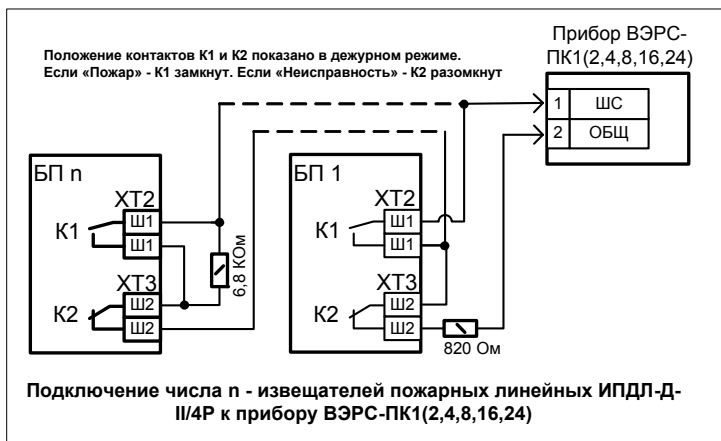 Прибор ВЭРС-
ПК1(2,4,8,16,24)
Положение контактов К1 и К2 показано в дежурном режиме.
Если «Пожар» - К1 замкнут. Если «Неисправность» - К2 разомкнут
1 ШС
2 ОБЩ
БП n
ХТ2
К1
Ш1
Ш1
ХТ3
К2
Ш2
Ш2
6,8 КОм
БП 1
ХТ2
К1
Ш1
Ш1
ХТ3
К2
Ш2
Ш2
820 Ом
Подключение числа n - извещателей пожарных линейных ИПДЛ-Д-
II/4Р к прибору ВЭРС-ПК1(2,4,8,16,24)